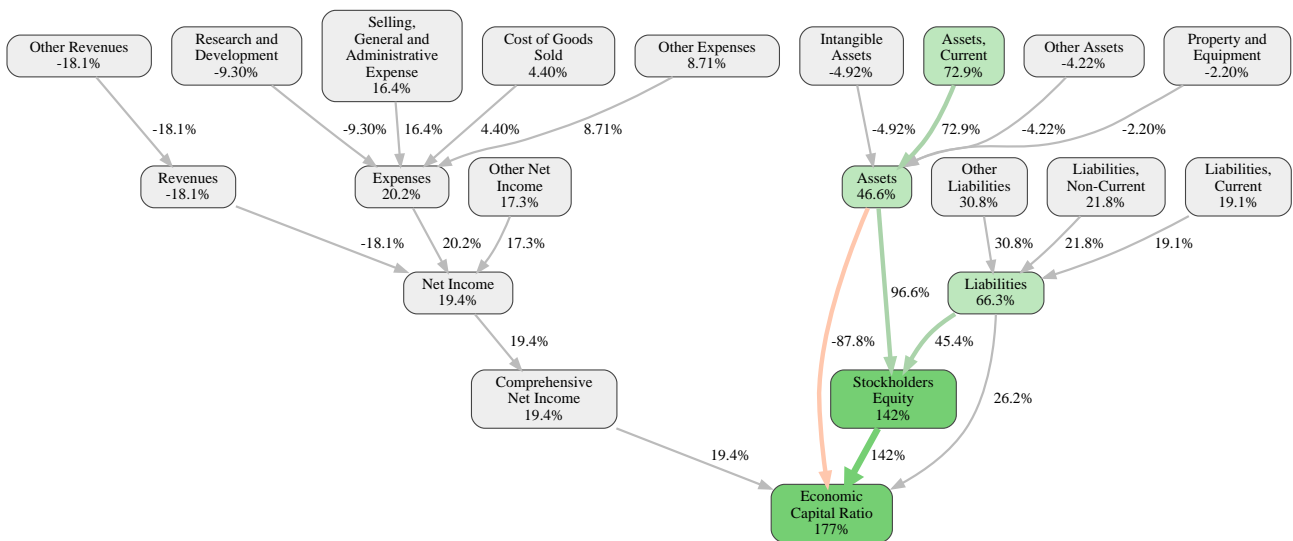 Other Revenues
-18.1%
Research and
Development
-9.30%
Selling,
General and
Administrative
Expense
16.4%
Cost of Goods
Sold
4.40%
Other Expenses
8.71%
Intangible
Assets
-4.92%
Assets,
Current
72.9%
Other Assets
-4.22%
Property and
Equipment
-2.20%
-18.1%
-9.30%
16.4%
4.40%
8.71%
-4.92%
72.9%
-4.22%
-2.20%
Revenues
-18.1%
Expenses
20.2%
Other Net
Income
17.3%
Assets
46.6%
Other
Liabilities
30.8%
Liabilities,
Non-Current
21.8%
Liabilities,
Current
19.1%
-18.1%
20.2%
17.3%
30.8%
21.8%
19.1%
Net Income
19.4%
Liabilities
66.3%
96.6%
19.4%
-87.8%
45.4%
Comprehensive
Net Income
19.4%
Stockholders
Equity
142%
26.2%
19.4%
142%
Economic
Capital Ratio
177%